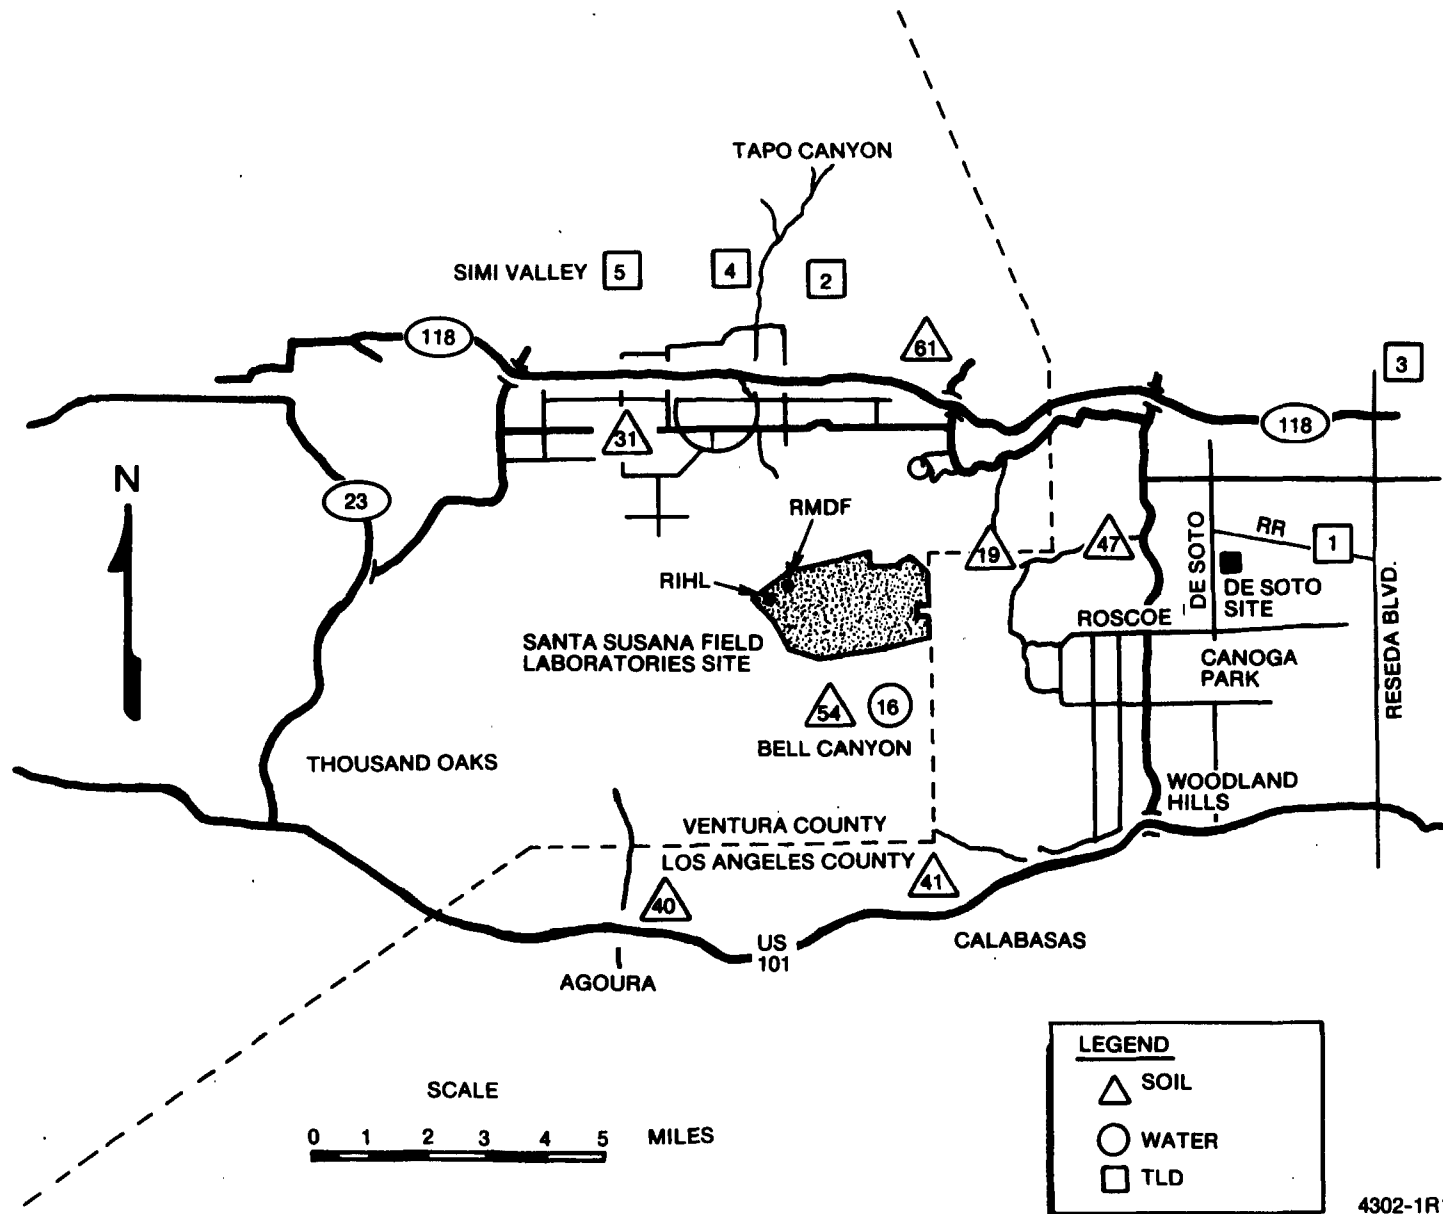 TAPO CANYON
SIMI VALLEY
5
4
2
118
61
3
31
118
N
23
RMDF
19
47
DE SOTO
RR
1
RIHL
DE SOTO
SITE
ROSCOE
SANTA SUSANA FIELD
LABORATORIES SITE
CANOGA
PARK
RESEDA BLVD.
54
16
BELL CANYON
THOUSAND OAKS
WOODLAND
HILLS
VENTURA COUNTY
LOS ANGELES COUNTY
41
40
US
101
CALABASAS
AGOURA
LEGEND
SOIL
WATER
TLD
SCALE
0 1 2 3 4 5 MILES
4302-1R1